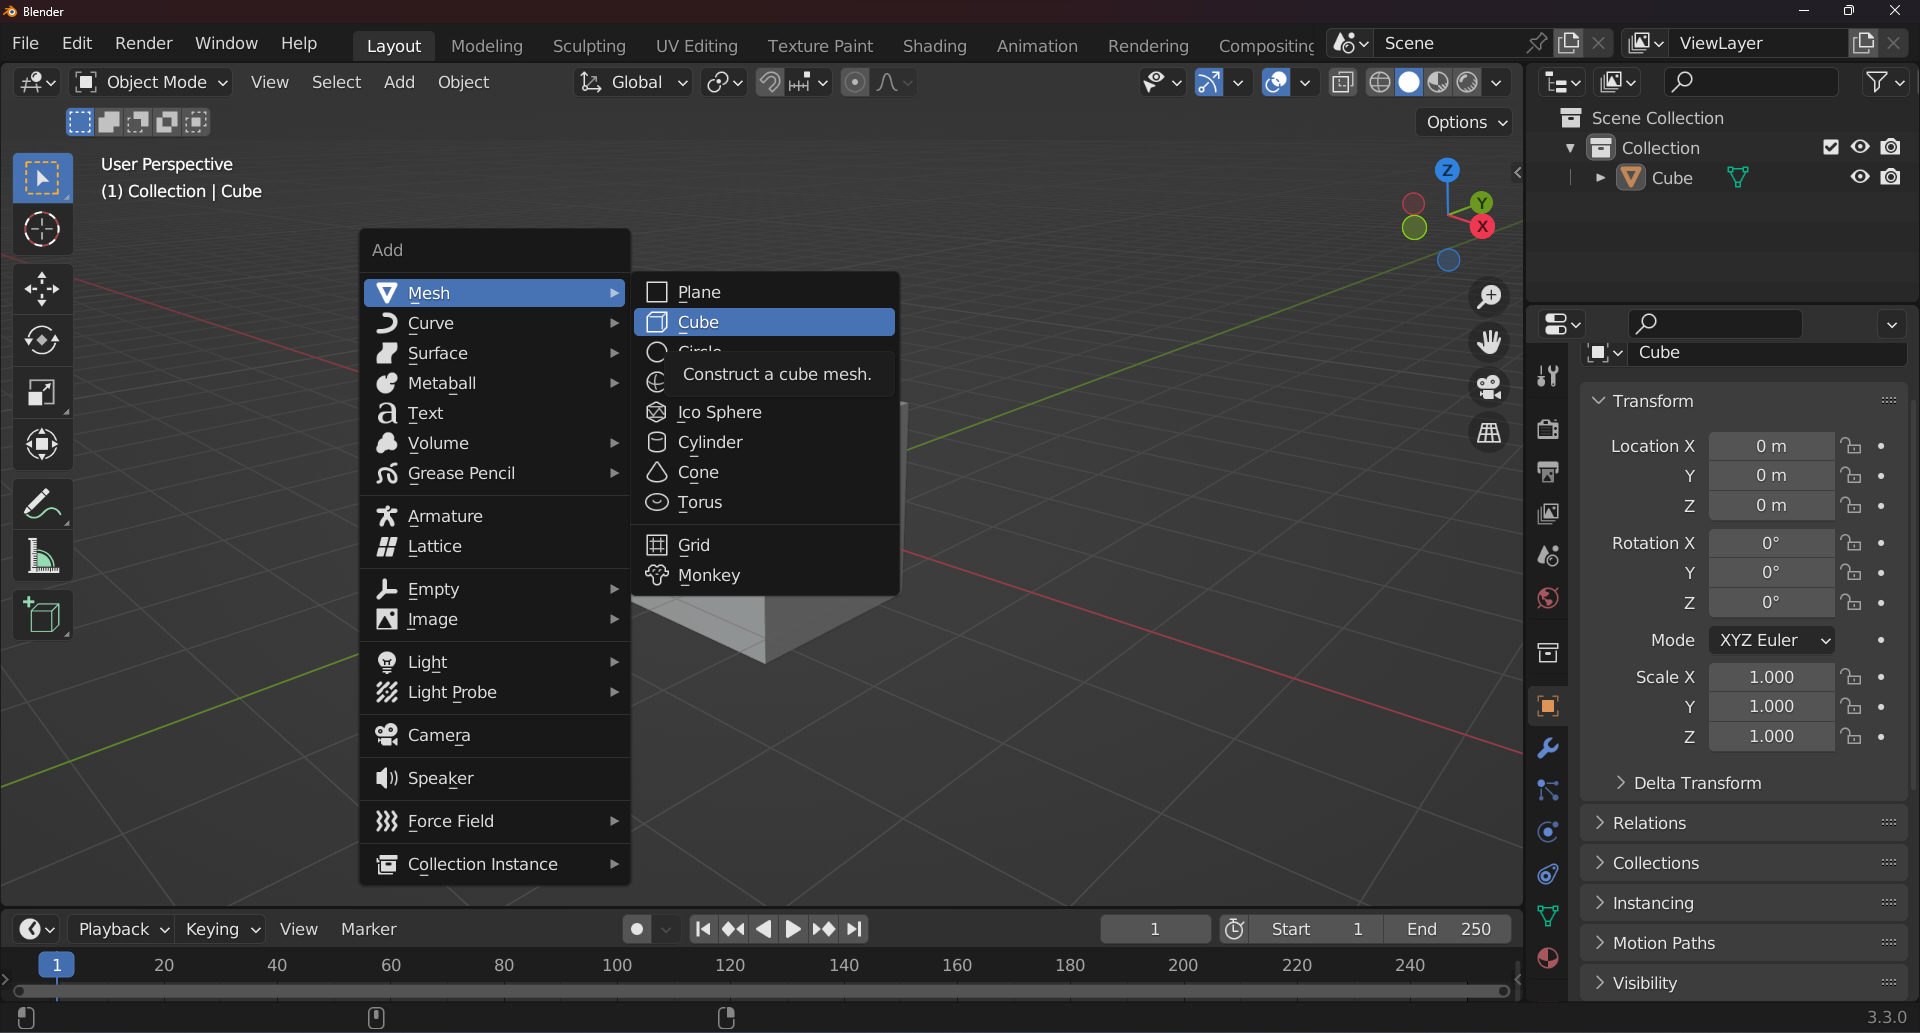 Blender
File Edit Render Window Help Layout Modeling Sculpting UV Editing Texture Paint Shading Animation Rendering Compositing Scene ViewLayer
Object Mode View Select Add Object Global
Options
User Perspective
(1) Collection | Cube
Z
Y
X
Add
Mesh
Curve
Surface
Metaball
Text
Volume
Grease Pencil
Armature
Lattice
Empty
Image
Light
Light Probe
Camera
Speaker
Force Field
Collection Instance
Plane
Cube
Circle
Construct a cube mesh.
Ico Sphere
Cylinder
Cone
Torus
Grid
Monkey
Scene Collection
Collection
Cube
Cube
Transform
Location X 0 m
Y 0 m
Z 0 m
Rotation X 0°
Y 0°
Z 0°
Mode XYZ Euler
Scale X 1.000
Y 1.000
Z 1.000
Delta Transform
Relations
Collections
Instancing
Motion Paths
Visibility
Playback Keying View Marker 1 Start 1 End 250
1 20 40 60 80 100 120 140 160 180 200 220 240
3.3.0